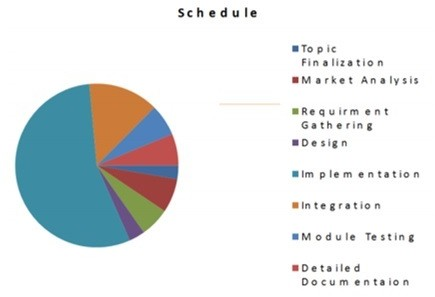 Schedule
Topic
Finalization
Market Analysis
Requirment
Gathering
Design
Implementation
Integration
Module Testing
Detailed
Documentaion